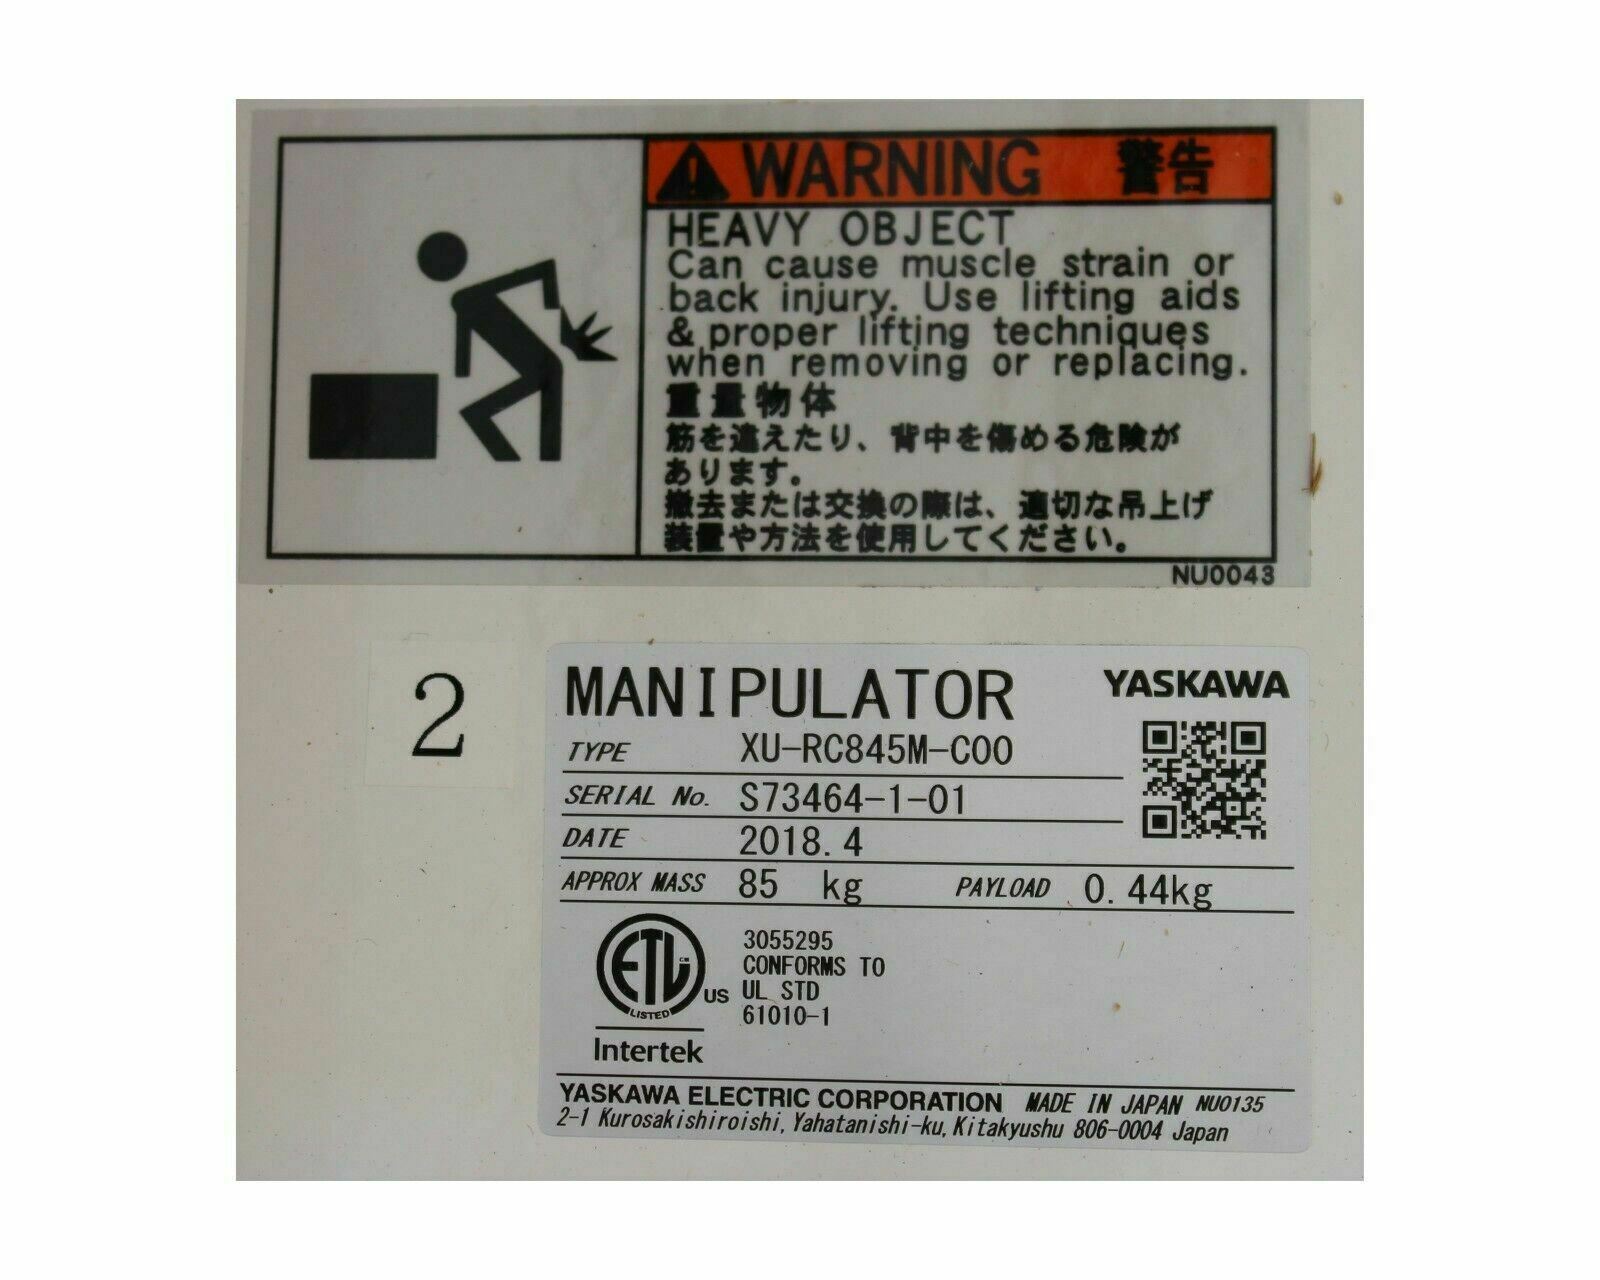 WARNING 警告
HEAVY OBJECT
Can cause muscle strain or
back injury. Use lifting aids
& proper lifting techniques
when removing or replacing.
重量物体
筋を違えたり、背中を傷める危険が
あります。
撤去または交換の際は、適切な吊上げ
装置や方法を使用してください。
NU0043
2
MANIPULATOR YASKAWA
TYPE XU-RC845M-C00
SERIAL No. S73464-1-01
DATE 2018.4
APPROX MASS 85 kg PAYLOAD 0.44kg
ETL CM
US
LISTED
Intertek
3055295
CONFORMS TO
UL STD
61010-1
YASKAWA ELECTRIC CORPORATION MADE IN JAPAN NU0135
2-1 Kurosakishiroishi, Yahatanishi-ku, Kitakyushu 806-0004 Japan